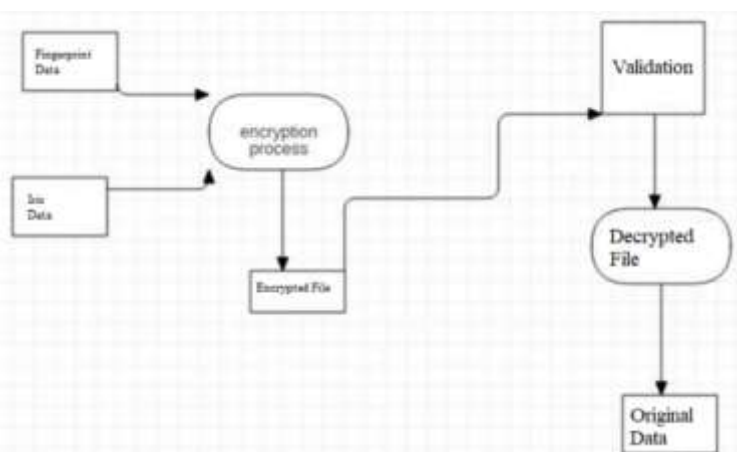 Fingerprint
Data
Validation
encryption
process
Iris
Data
Decrypted
File
Encrypted File
Original
Data